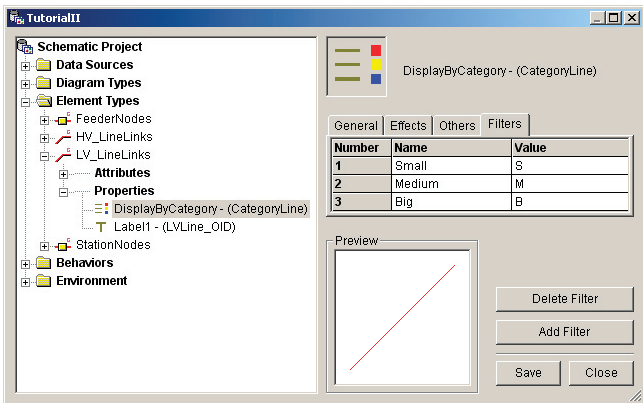 TutorialII
Schematic Project
Data Sources
Diagram Types
Element Types
FeederNodes
HV_LineLinks
LV_LineLinks
Attributes
Properties
DisplayByCategory - (CategoryLine)
Label1 - (LVLine_OID)
StationNodes
Behaviors
Environment
DisplayByCategory - (CategoryLine)
General Effects Others Filters
Number Name Value
1 Small S
2 Medium M
3 Big B
Preview
Delete Filter
Add Filter
Save Close